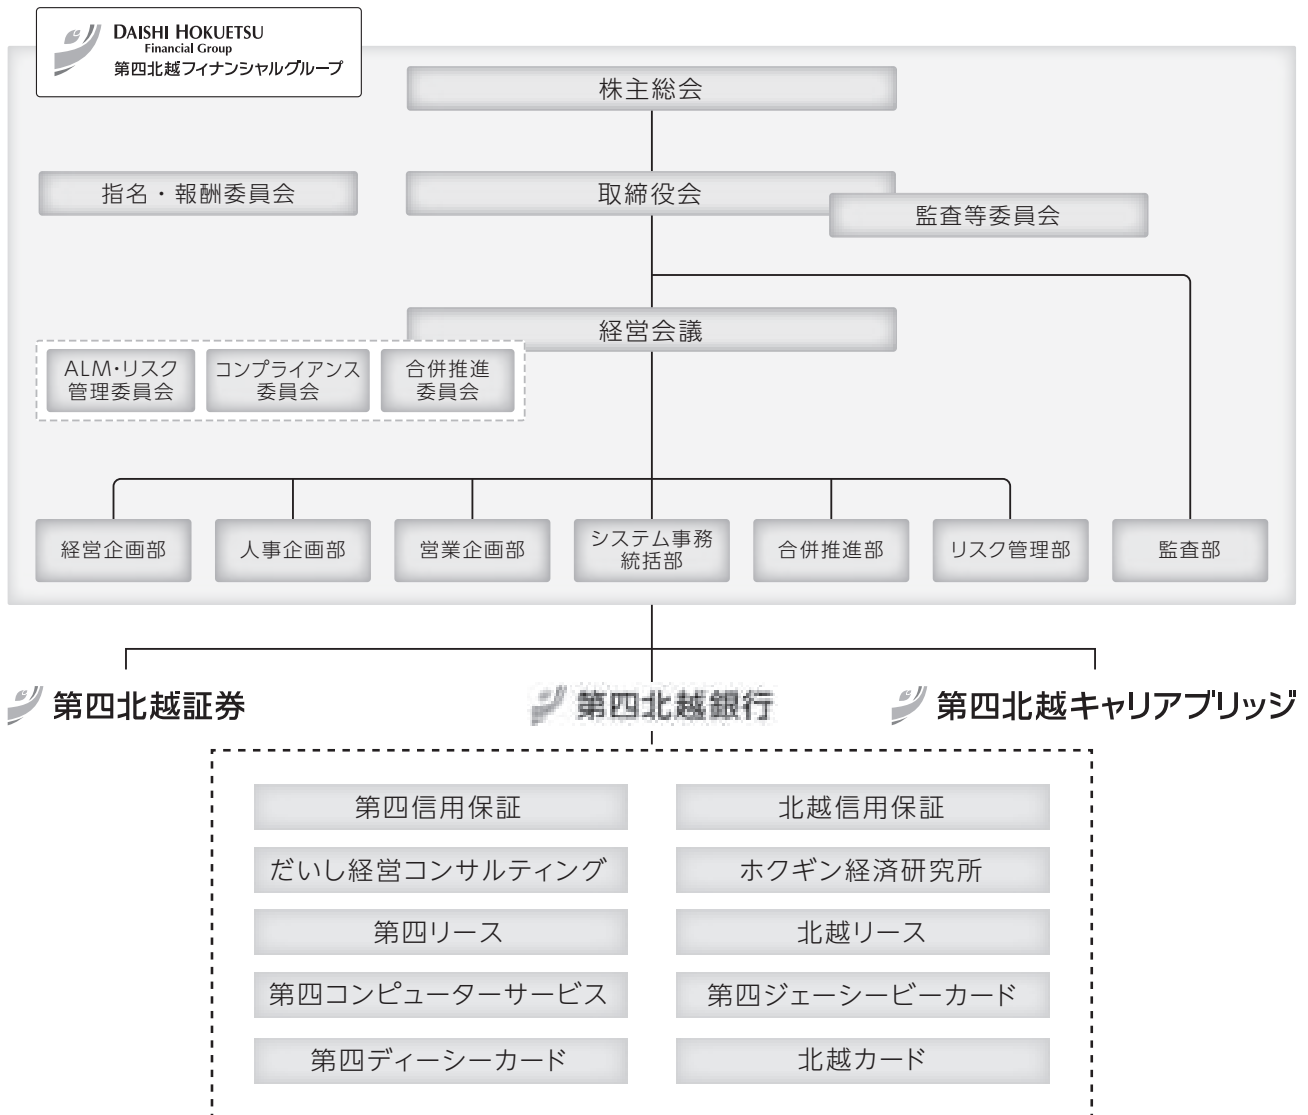 DAISHI HOKUETSU
Financial Group
第四北越フィナンシャルグループ
株主総会
指名・報酬委員会
取締役会
監査等委員会
経営会議
ALM・リスク
管理委員会
コンプライアンス
委員会
合併推進
委員会
経営企画部
人事企画部
営業企画部
システム事務
統括部
合併推進部
リスク管理部
監査部
第四北越証券
第四北越銀行
第四北越キャリアブリッジ
第四信用保証
北越信用保証
だいし経営コンサルティング
ホクギン経済研究所
第四リース
北越リース
第四コンピューターサービス
第四ジェーシービーカード
第四ディーシーカード
北越カード